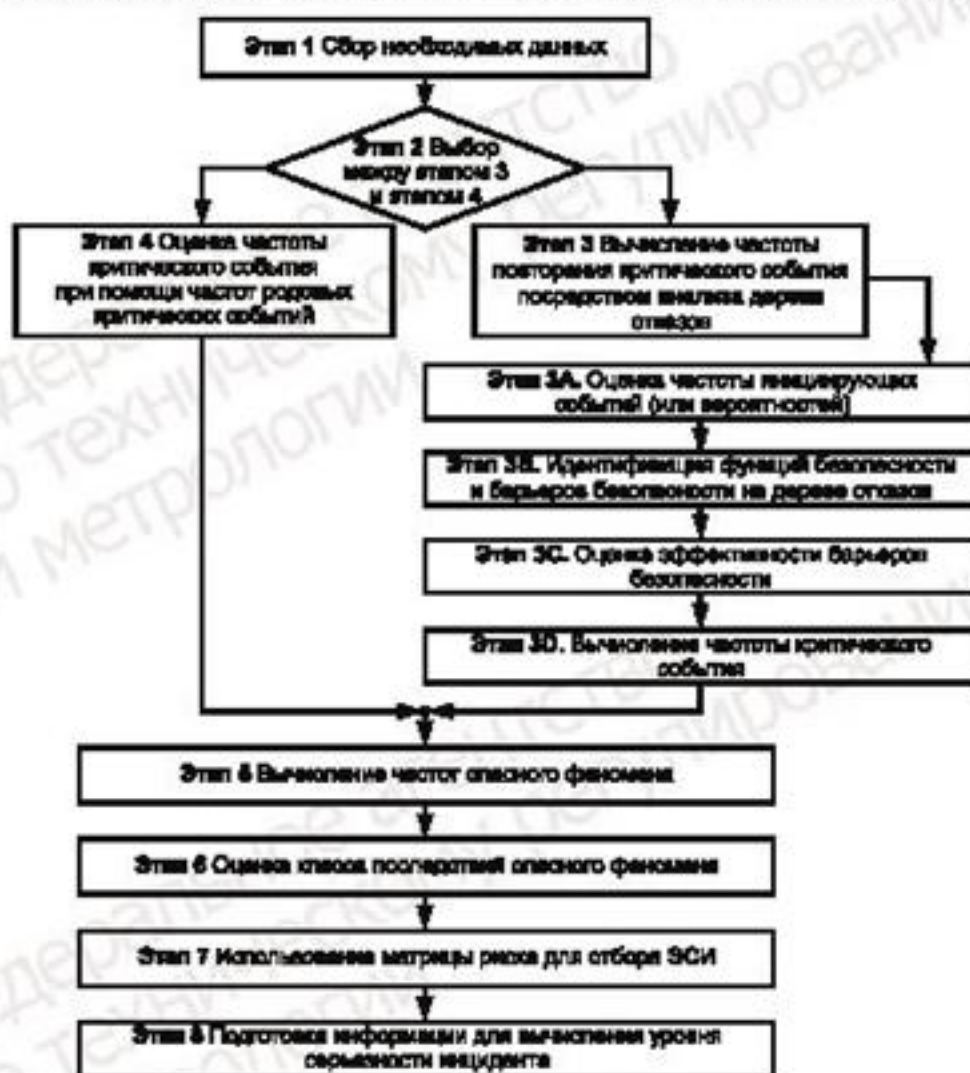 Этап 1 Сбор необходимых данных
Этап 2 Выбор
между этапом 3
и этапом 4
Этап 4 Оценка частоты
критического события
при помощи частот родовых
критических событий
Этап 3 Вычисление частоты
повторения критического события
посредством анализа дерева
отказов
Этап 3A. Оценка частоты инициирующих
событий (или вероятностей)
Этап 3B. Идентификация функций безопасности
и барьеров безопасности на дереве отказов
Этап 3C. Оценка эффективности барьеров
безопасности
Этап 3D. Вычисление частоты критического
события
Этап 5 Вычисление частот опасного феномена
Этап 6 Оценка класса последствий опасного феномена
Этап 7 Использование матрицы риска для отбора ЭСИ
Этап 8 Подготовка информации для вычисления уровня
серьезности инцидента